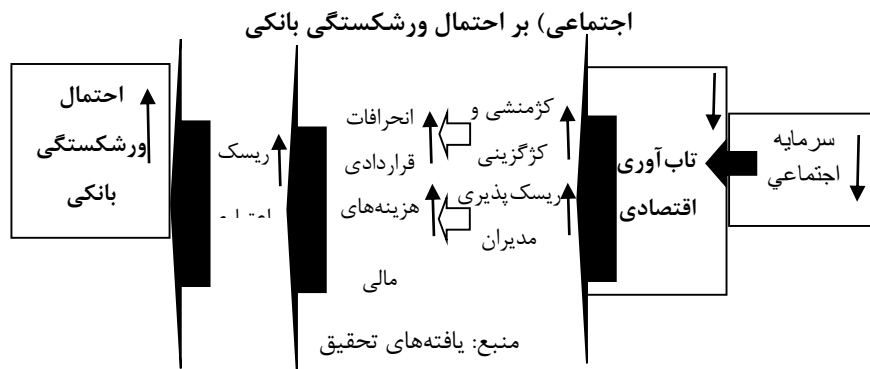 اجتماعی) بر احتمال ورشکستگی بانکی
سرمایه
اجتماعي
تاب‌آوری
اقتصادی
کژمنشی و
کژگزینی
ریسک‌پذیری
مدیران
انحرافات
قراردادی
هزینه‌های
مالی
ریسک
احتمال
ورشکستگی
بانکی
منبع: یافته‌های تحقیق